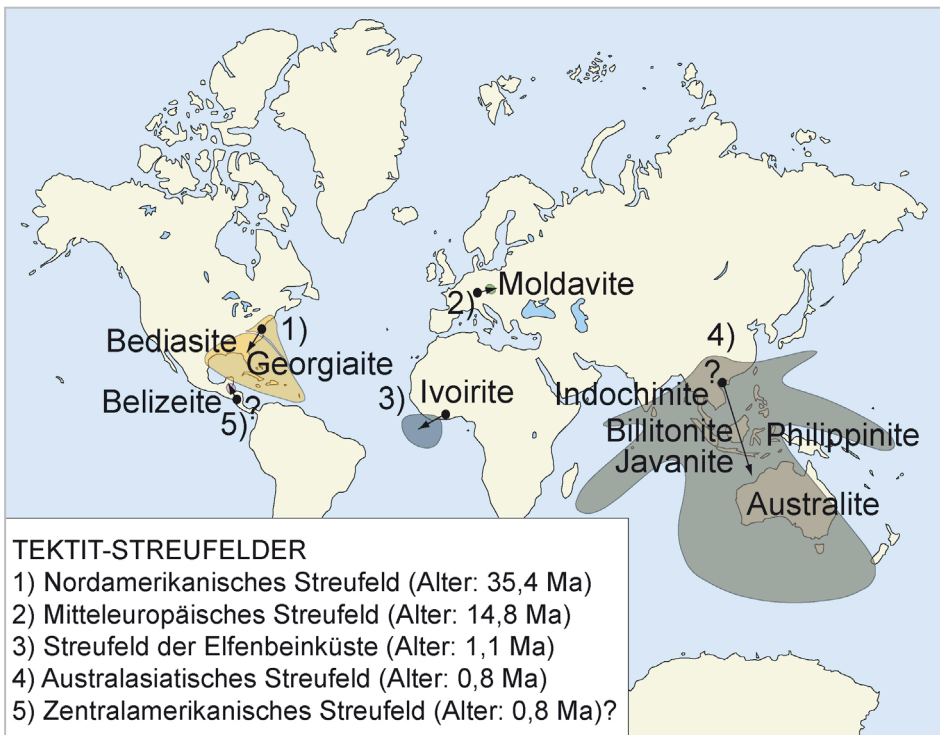 Moldavite
2)
1)
Bediasite
Georgiaite
4)
?
Ivoirite
3)
Indochinite
Belizeite
?
5)
Billitonite
Philippinite
Javanite
Australite
TEKTIT-STREUFELDER
1) Nordamerikanisches Streufeld (Alter: 35,4 Ma)
2) Mitteleuropäisches Streufeld (Alter: 14,8 Ma)
3) Streufeld der Elfenbeinküste (Alter: 1,1 Ma)
4) Australasiatisches Streufeld (Alter: 0,8 Ma)
5) Zentralamerikanisches Streufeld (Alter: 0,8 Ma)?